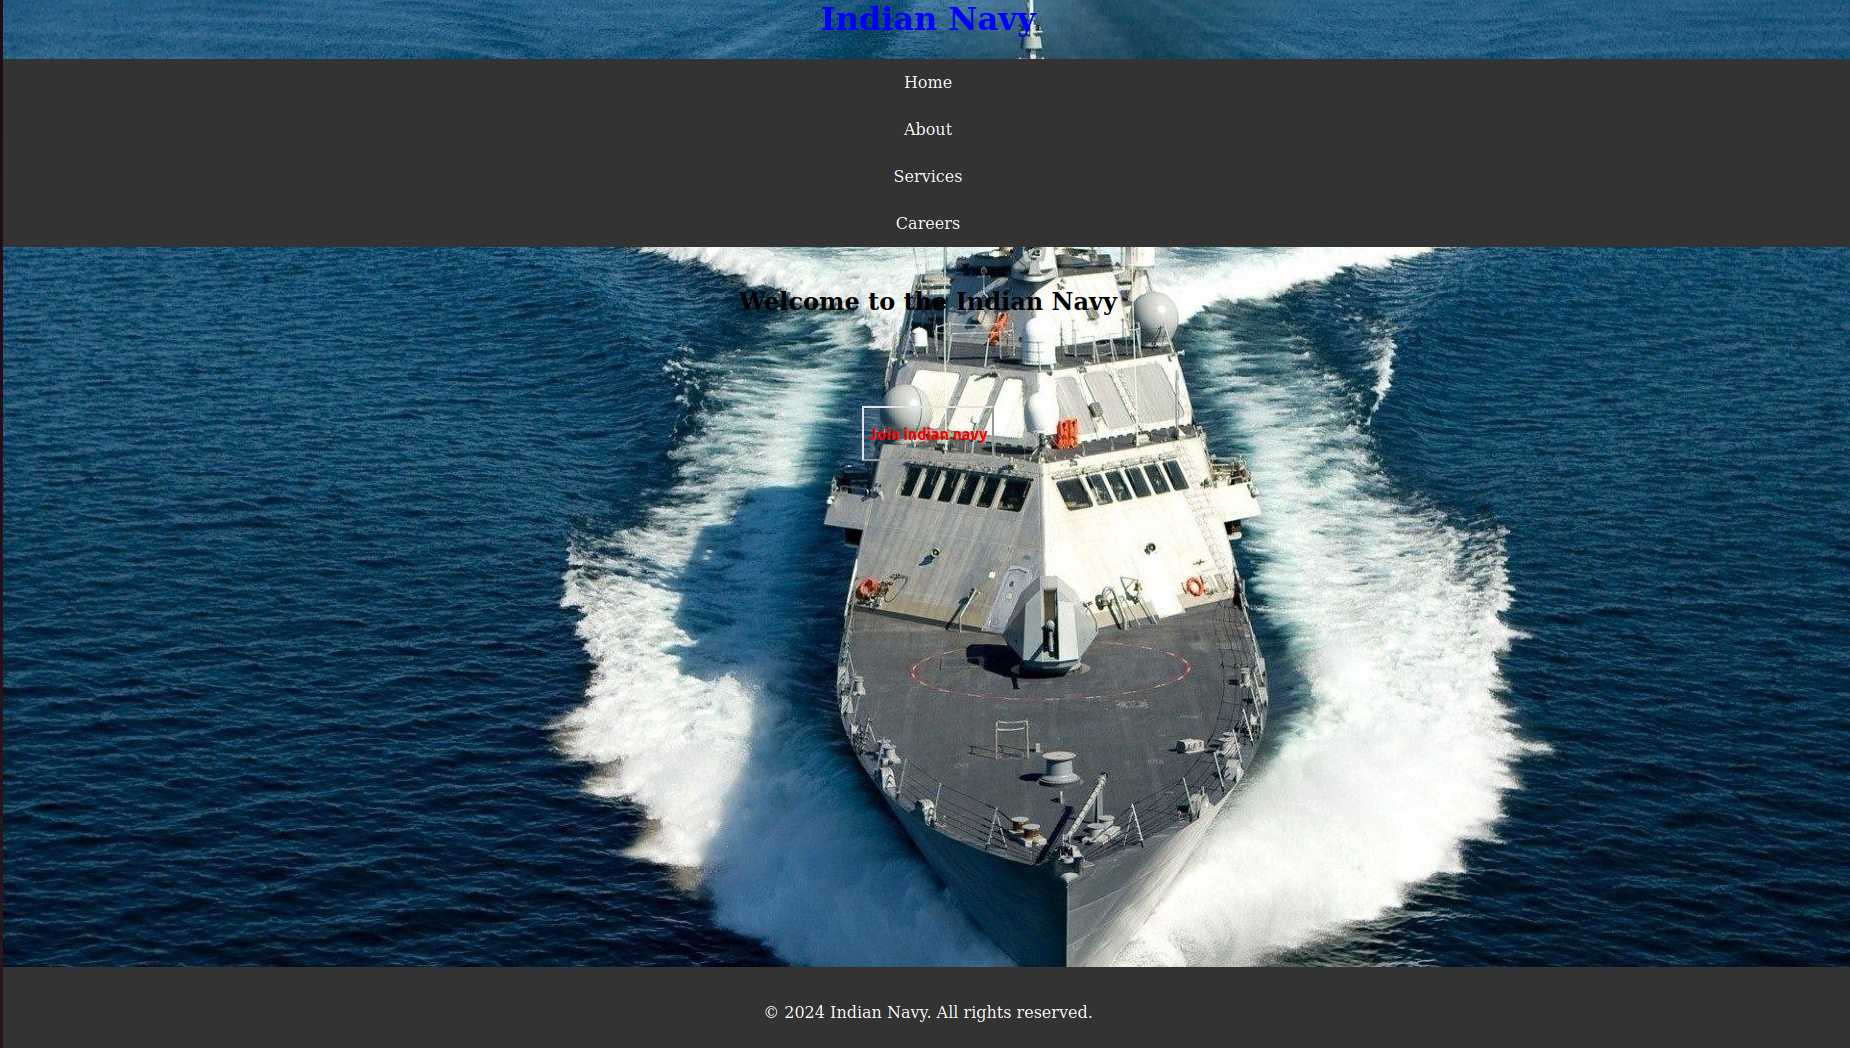 Indian Navy
Home
About
Services
Careers
Welcome to the Indian Navy
Join indian navy
© 2024 Indian Navy. All rights reserved.